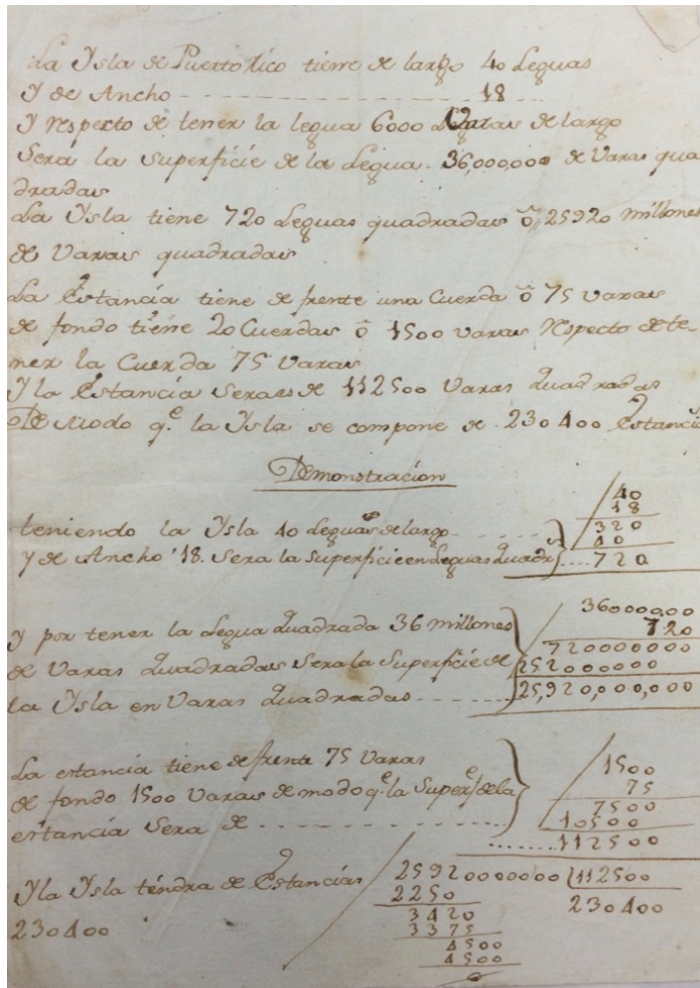 La Ysla de Puerto Rico tiene de largo 40 Leguas
y de Ancho - - - - - - - - 18 - - - -
y respecto de tener la legua 6000 Varas de largo
Sera la Superficie de la Legua. 36,000,000 de Varas qua
dradas
La Ysla tiene 720 Leguas quadradas ô 25920 millones
de Varas quadradas
La Estancia tiene de frente una Cuerda ô 75 varas
de fondo tiene 20 Cuerdas ô 1500 varas respecto de te-
ner la Cuerda 75 Varas
Y la Estancia Sera es de 112500 Varas Quadradas
De Modo q.e la Ysla se compone de 230400 Estancias
Demonstracion
teniendo la Ysla 40 Leguas de largo - - - - -
y de Ancho 18. Sera la Superficie en Leguas Quadr.s
40
18
320
40
....720
y por tener la Legua Quadrada 36 millones
de Varas Quadradas Sera la Superficie de
la Ysla en Varas Quadradas - - - - -
36000000
720
720000000
252000000
25,920,000,000
La estancia tiene de frente 75 Varas
de fondo 1500 Varas de modo q.e la Superf.e de la
estancia Sera de - - - - - - - - - -
1500
75
7500
10500
.......112500
Y la Ysla tendra de Estancias
230400
25920000000 112500
2250 230400
3420
3375
4500
4500
0